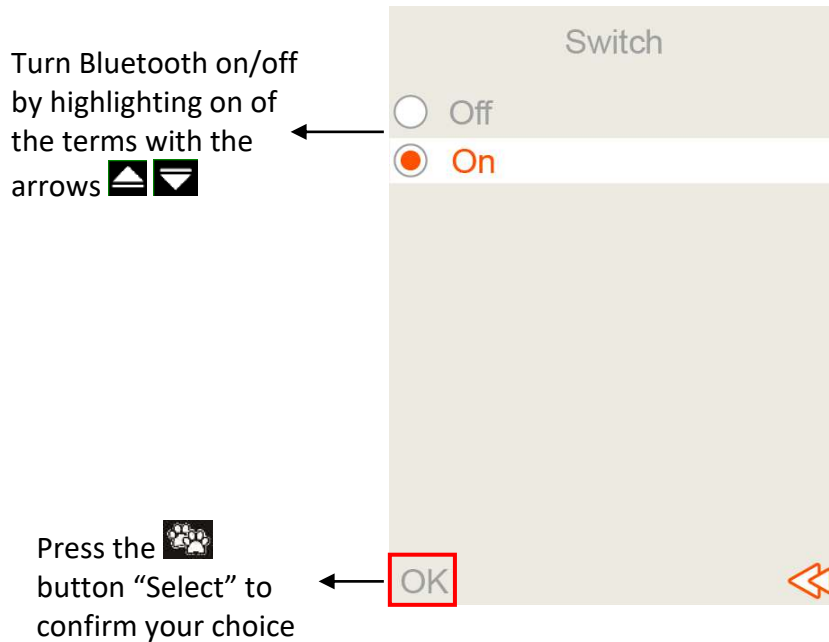 Switch
Turn Bluetooth on/off
by highlighting on of
the terms with the
arrows
Off
On
Press the
button “Select” to
confirm your choice
OK